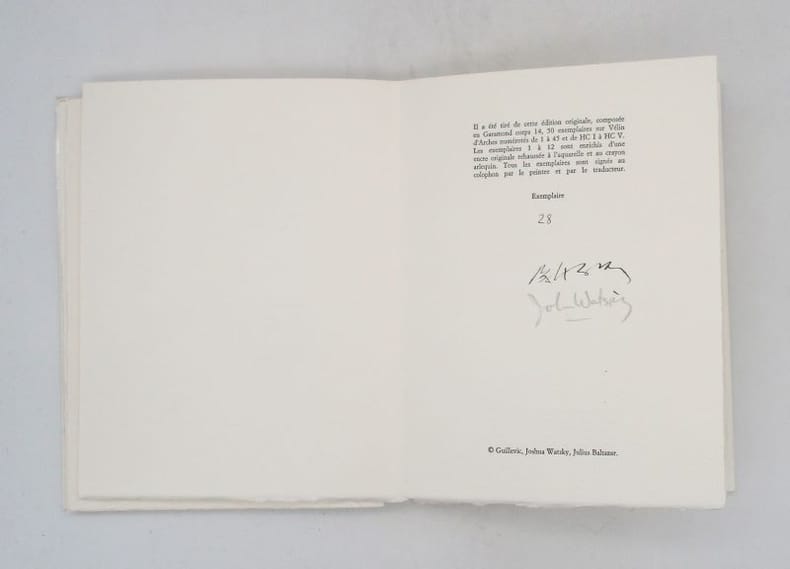 Il a été tiré de cette édition originale, composée
en Garamond corps 14, 50 exemplaires sur Vélin
d'Arches numérotés de 1 à 45 et de HC I à HC V.
Les exemplaires 1 à 12 sont enrichis d'une
encre originale rehaussée à l'aquarelle et au crayon
arlequin. Tous les exemplaires sont signés au
colophon par le peintre et par le traducteur.
Exemplaire
28
© Guillevic, Joshua Watsky, Julius Baltazar.